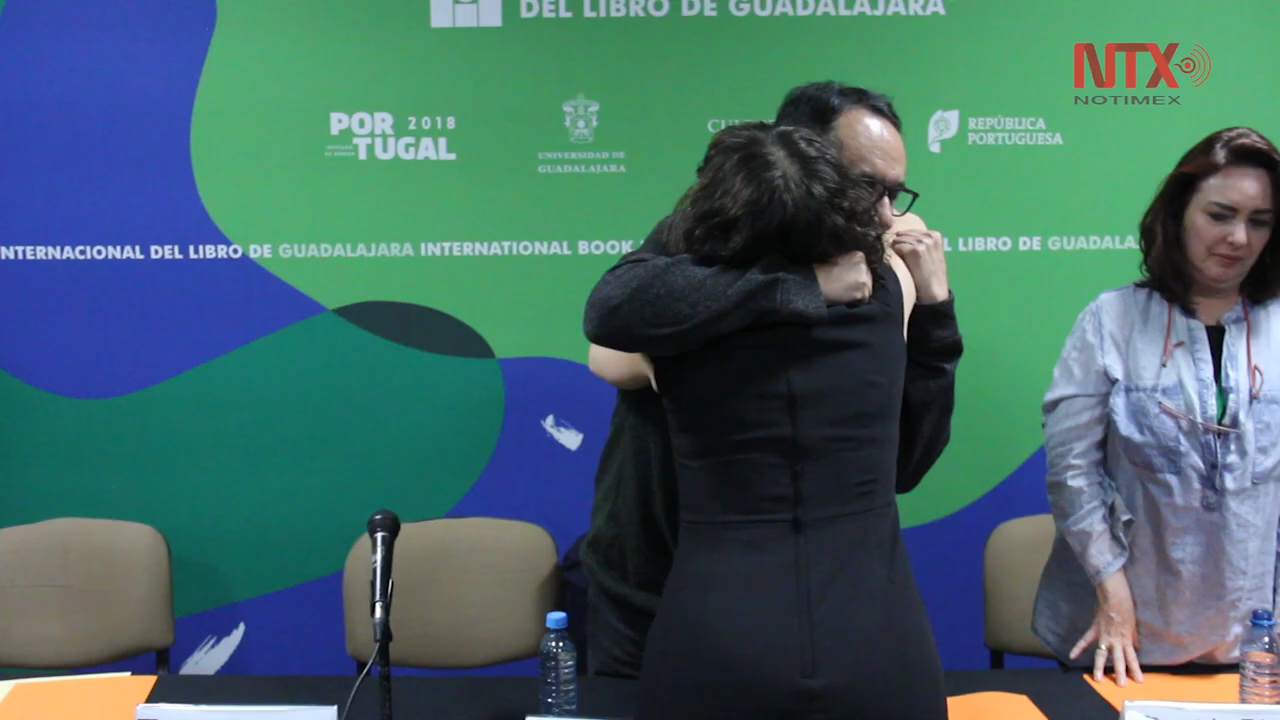 DEL LIBRO DE GUADALAJARA
NTX
NOTIMEX
POR 2018
TUGAL
UNIVERSIDAD DE
GUADALAJARA
REPÚBLICA
PORTUGUESA
NTERNACIONAL DEL LIBRO DE GUADALAJARA INTERNATIONAL BOOK
L LIBRO DE GUADALA